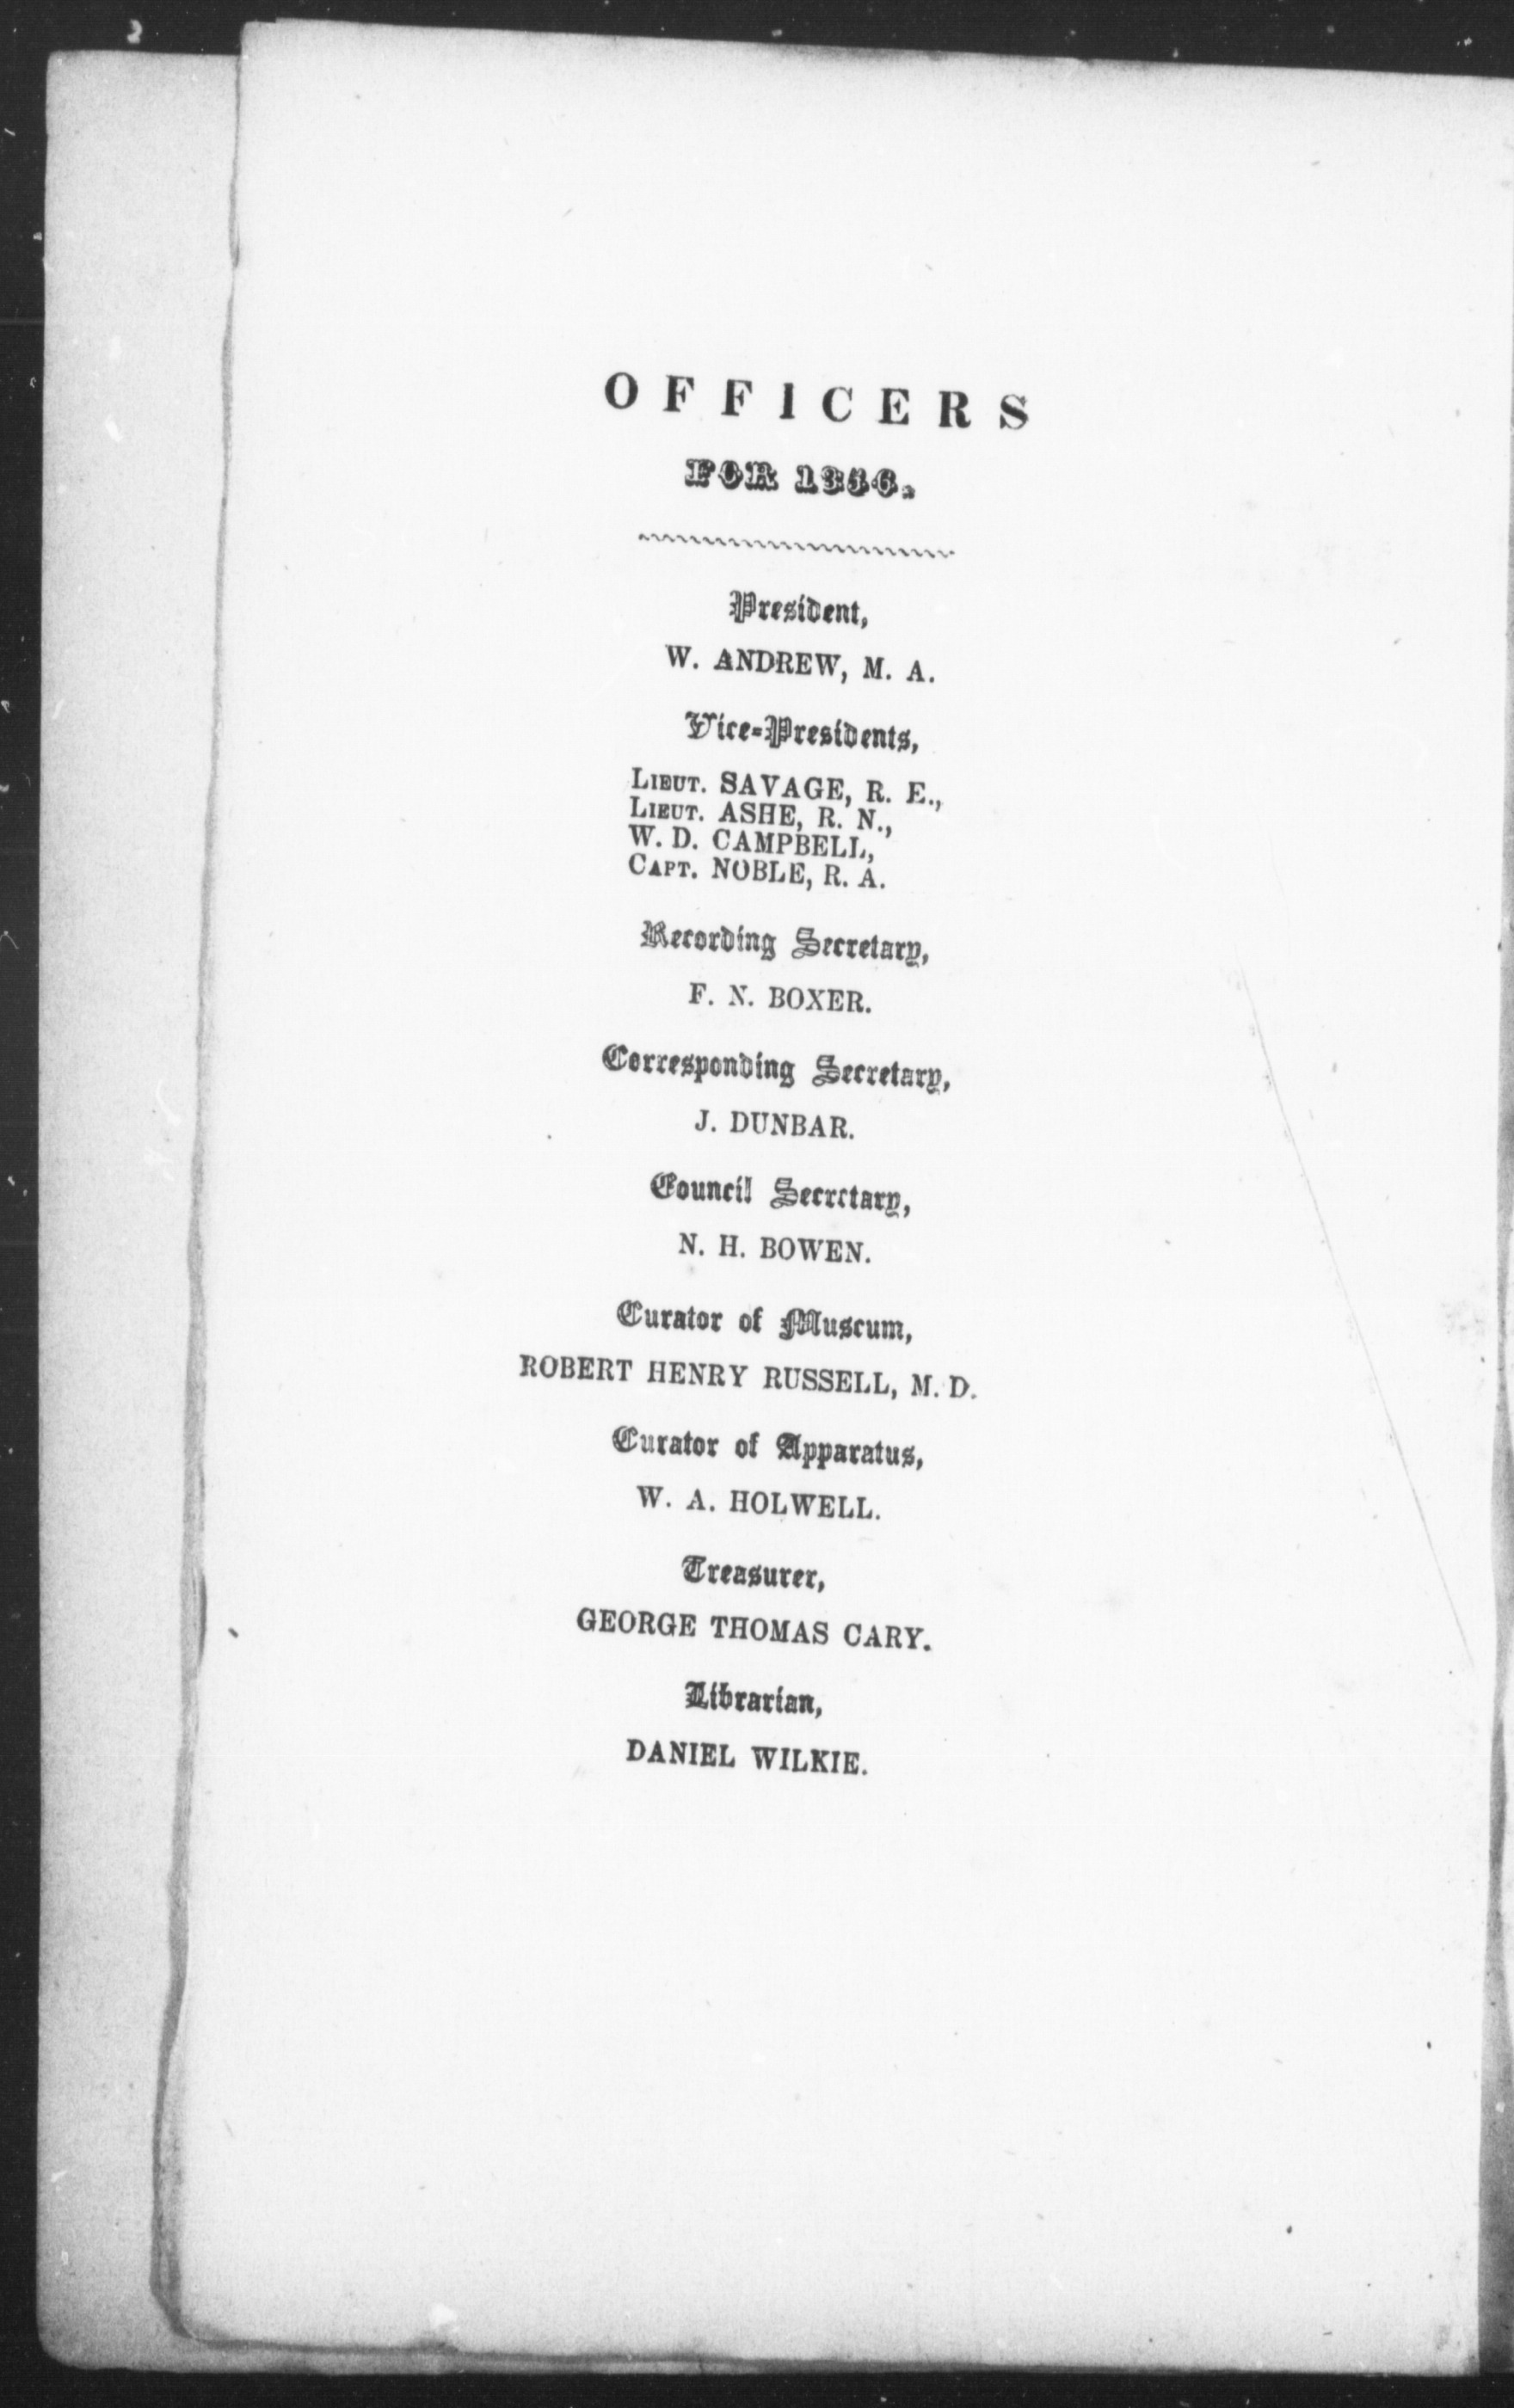 OFFICERS
FOR 1856.
President,
W. ANDREW, M. A.
Vice-Presidents,
LIEUT. SAVAGE, R. E.,
LIEUT. ASHE, R. N.,
W. D. CAMPBELL,
CAPT. NOBLE, R. A.
Recording Secretary,
F. N. BOXER.
Corresponding Secretary,
J. DUNBAR.
Council Secretary,
N. H. BOWEN.
Curator of Museum,
ROBERT HENRY RUSSELL, M. D.
Curator of Apparatus,
W. A. HOLWELL.
Treasurer,
GEORGE THOMAS CARY.
Librarian,
DANIEL WILKIE.